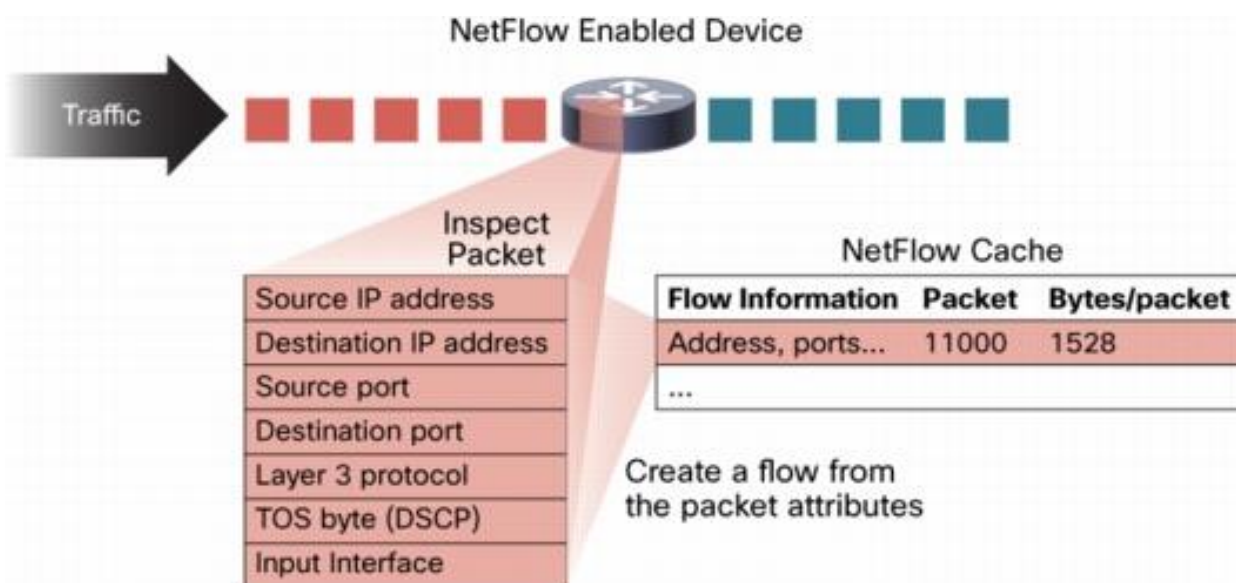 NetFlow Enabled Device
Traffic
Inspect
Packet
Source IP address
Destination IP address
Source port
Destination port
Layer 3 protocol
TOS byte (DSCP)
Input Interface
NetFlow Cache
Flow Information Packet Bytes/packet
Address, ports... 11000 1528
...
Create a flow from
the packet attributes